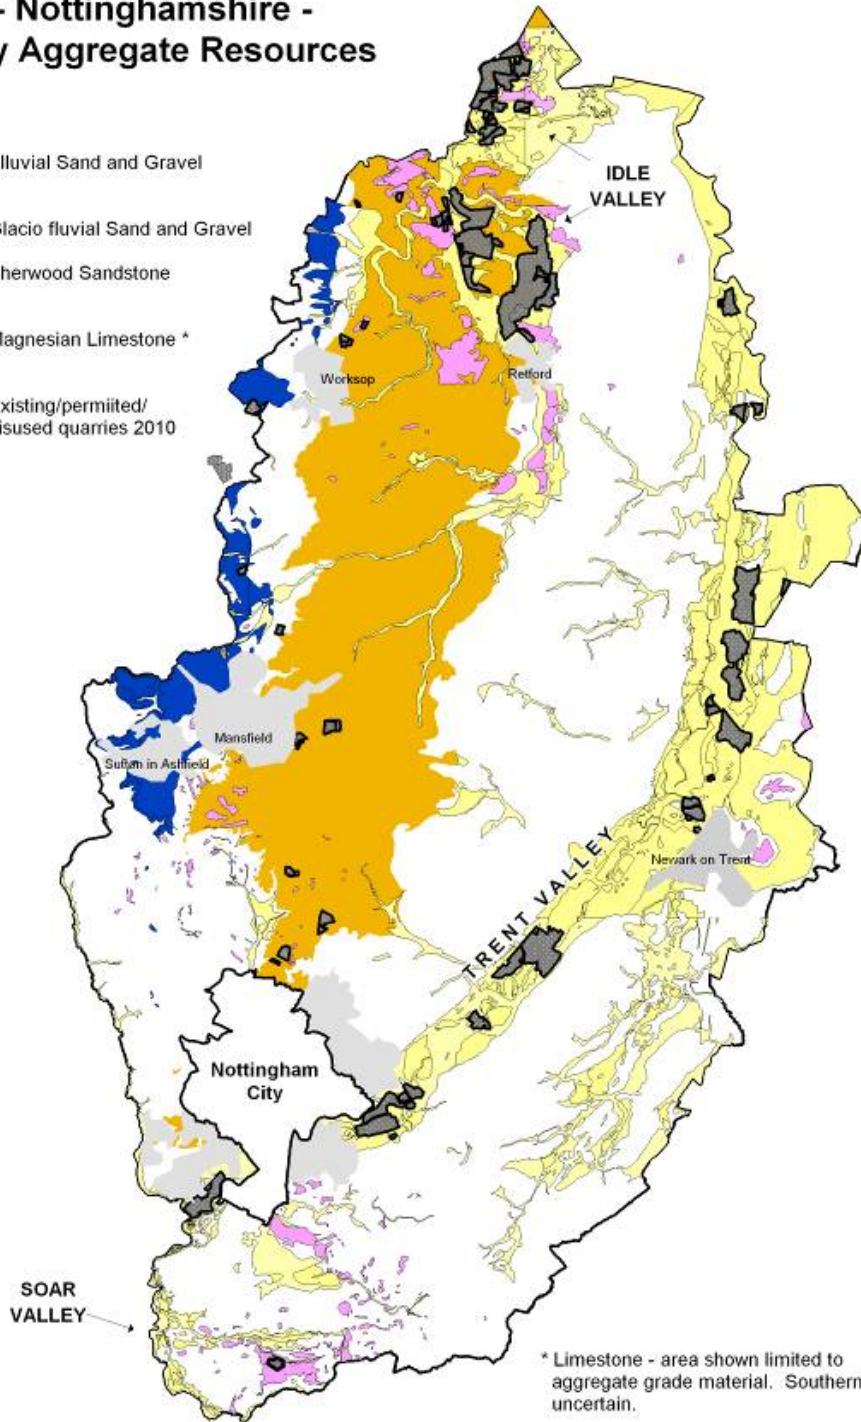 - Nottinghamshire -
y Aggregate Resources
lluvial Sand and Gravel
IDLE
VALLEY
lacio fluvial Sand and Gravel
herwood Sandstone
agnesian Limestone *
Worksop
Retford
xisting/permiited/
isused quarries 2010
Mansfield
Sutton in Ashfield
TRENT VALLEY
Newark on Trent
Nottingham
City
SOAR
VALLEY
* Limestone - area shown limited to
aggregate grade material. Southern
uncertain.